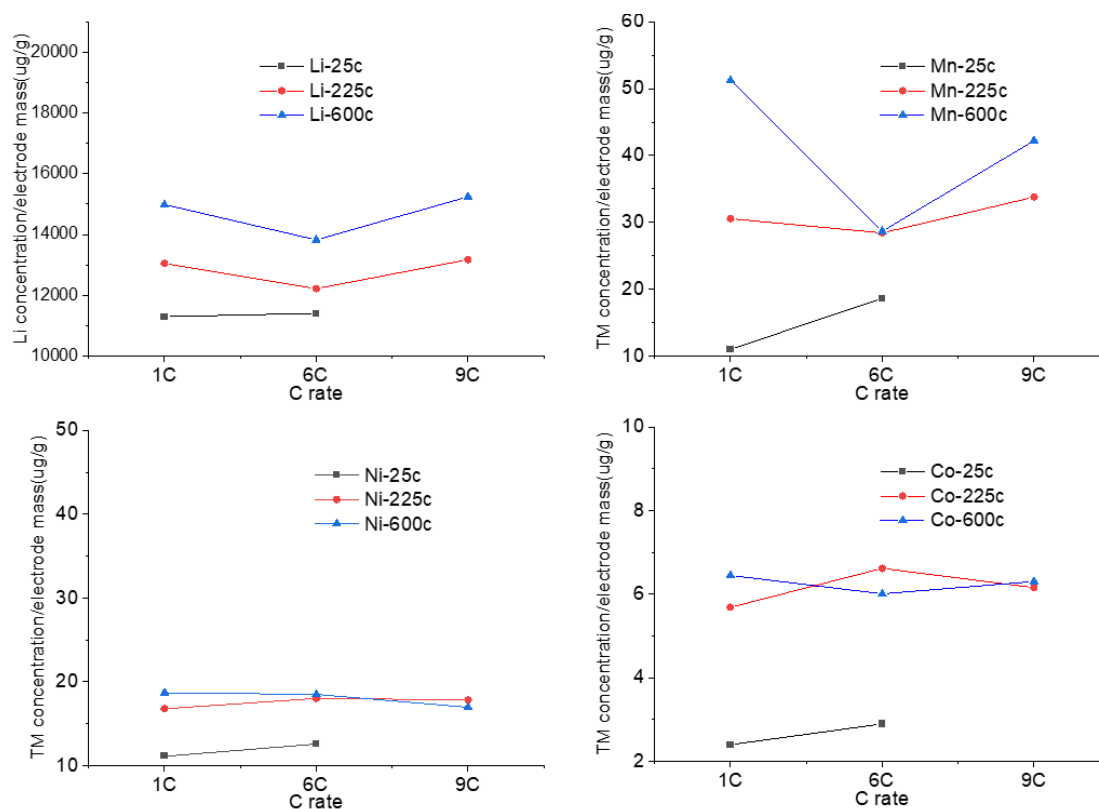 Li concentration/electrode mass(ug/g)
20000
18000
16000
14000
12000
10000
Li-25c
Li-225c
Li-600c
1C
6C
9C
C rate
TM concentration/electrode mass(ug/g)
60
50
40
30
20
10
Mn-25c
Mn-225c
Mn-600c
1C
6C
9C
C rate
TM concentration/electrode mass(ug/g)
50
40
30
20
10
Ni-25c
Ni-225c
Ni-600c
1C
6C
9C
C rate
TM concentration/electrode mass(ug/g)
10
8
6
4
2
Co-25c
Co-225c
Co-600c
1C
6C
9C
C rate